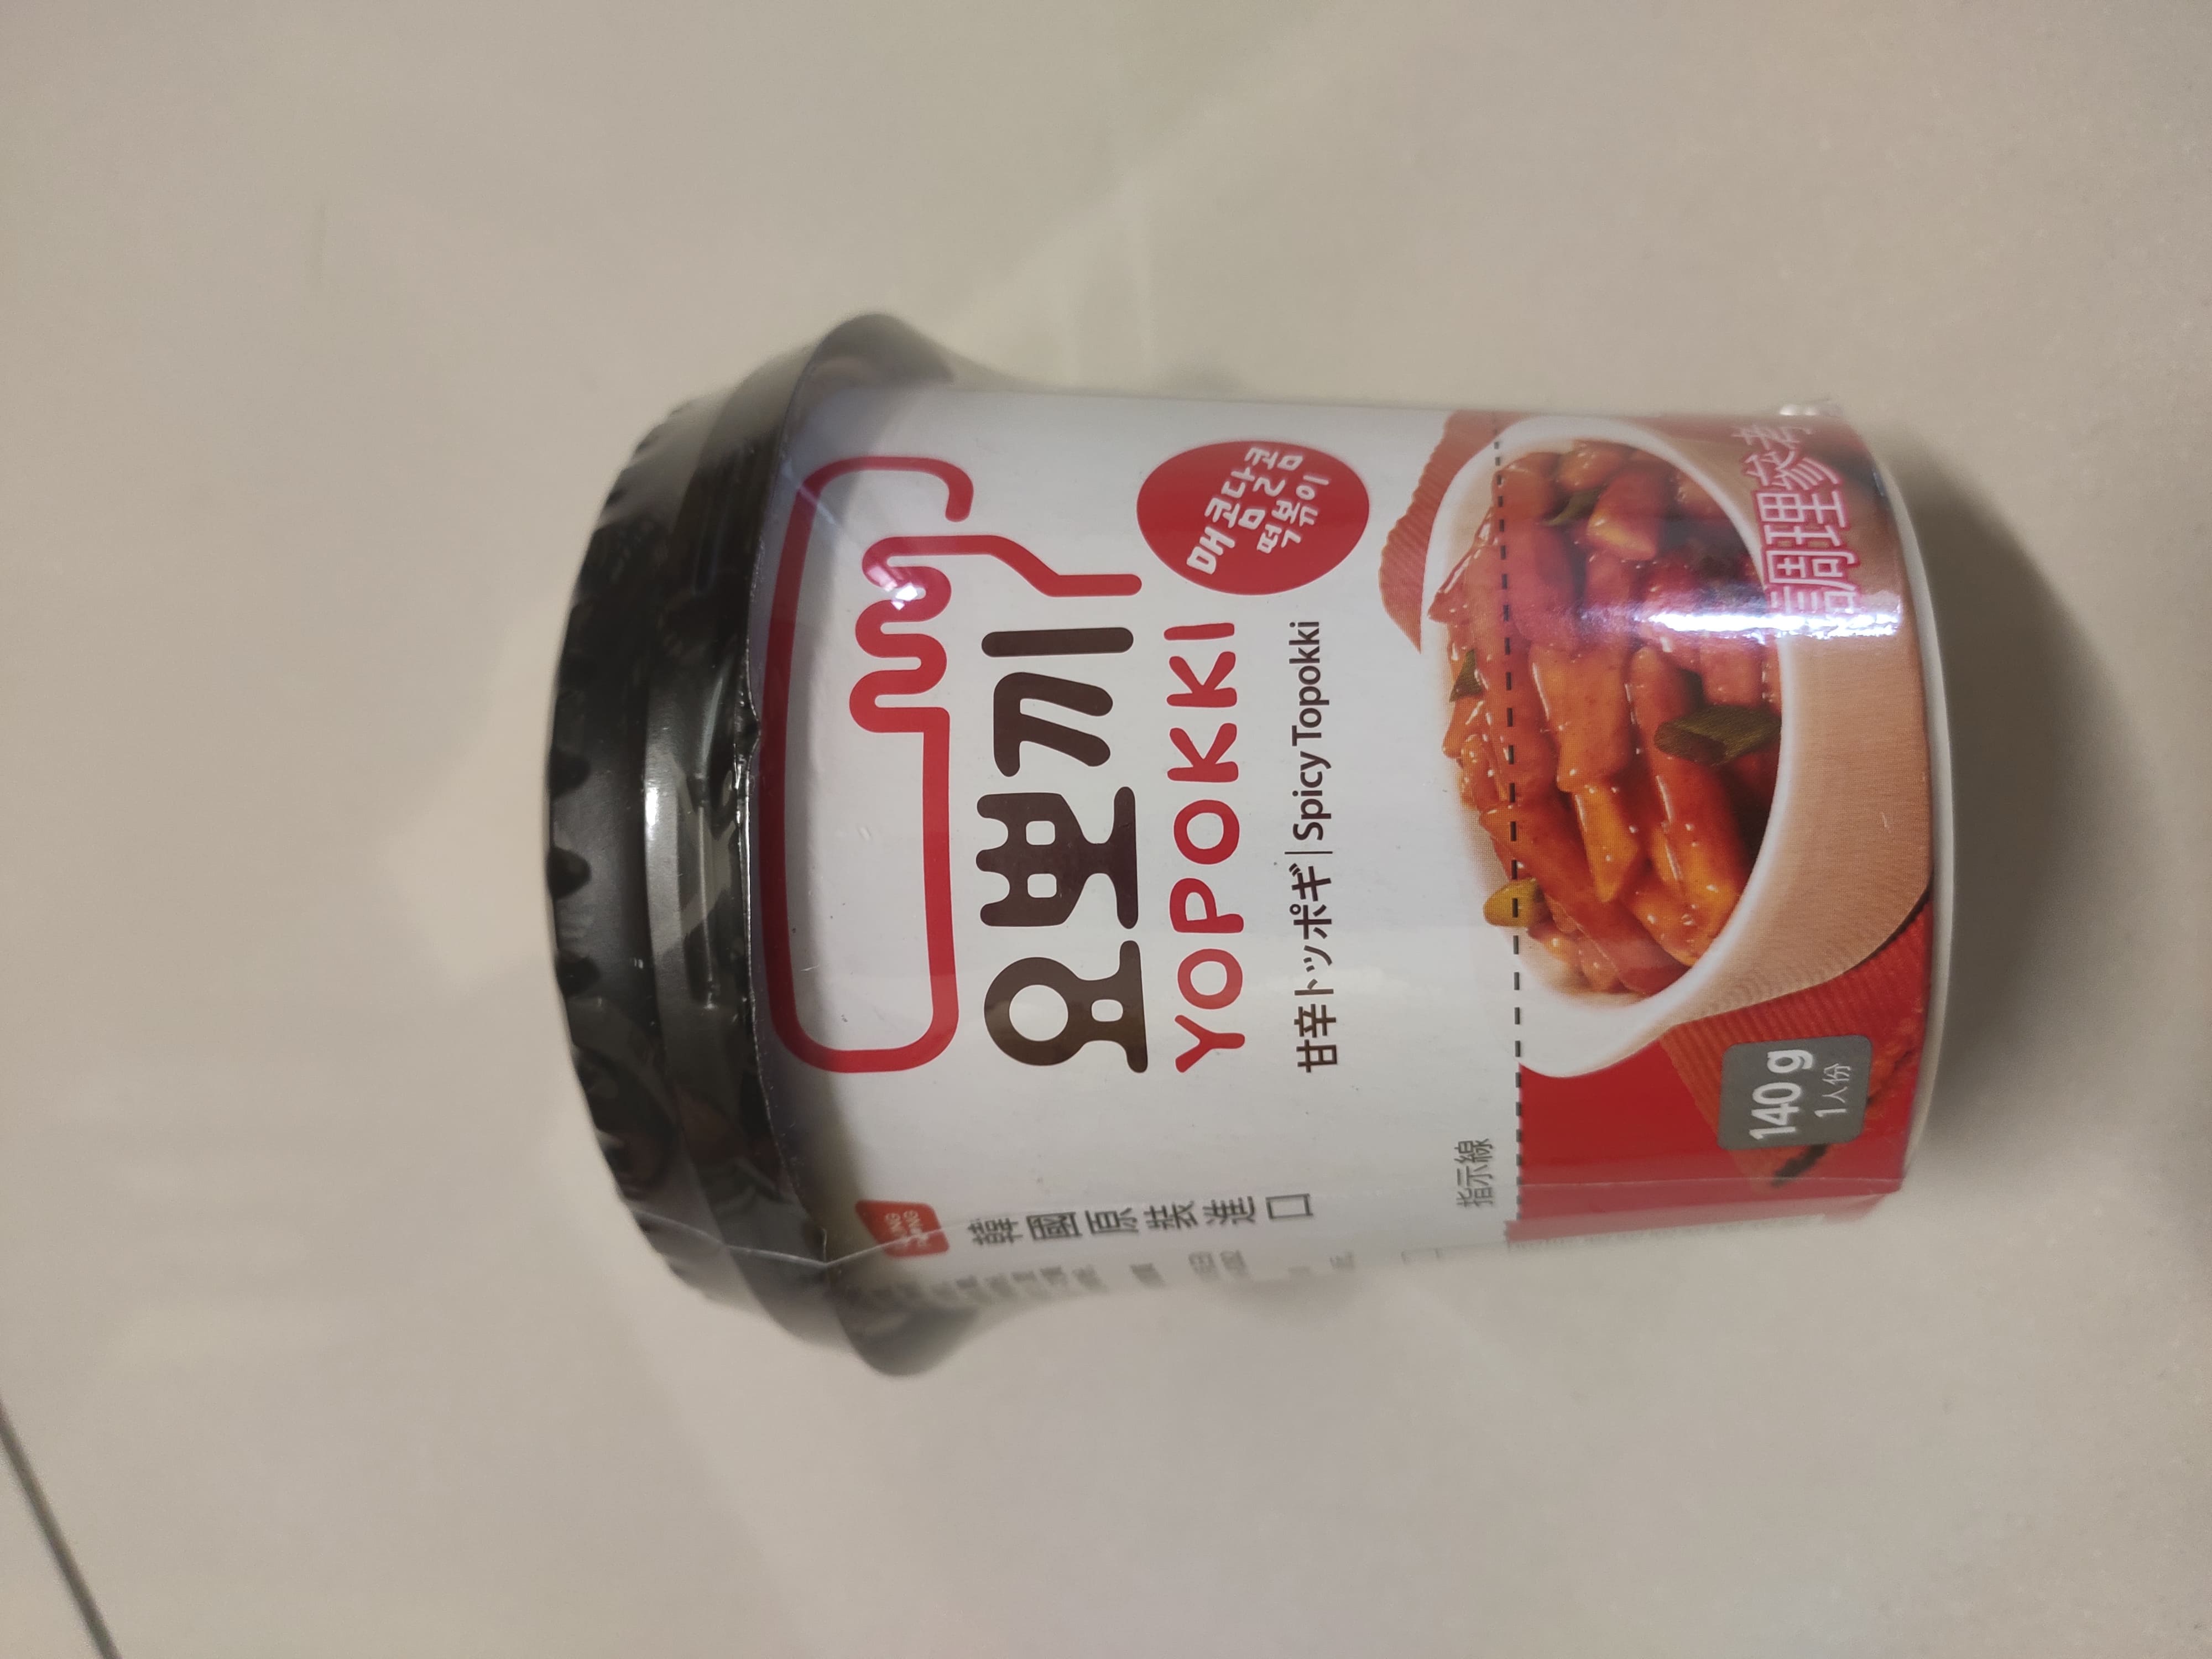 요뽀끼
YOPOKKI
매콤달콤
떡볶이
甘辛トッポギ | Spicy Topokki
韓國原裝進口
指示線
140 g
1人份
調理參考